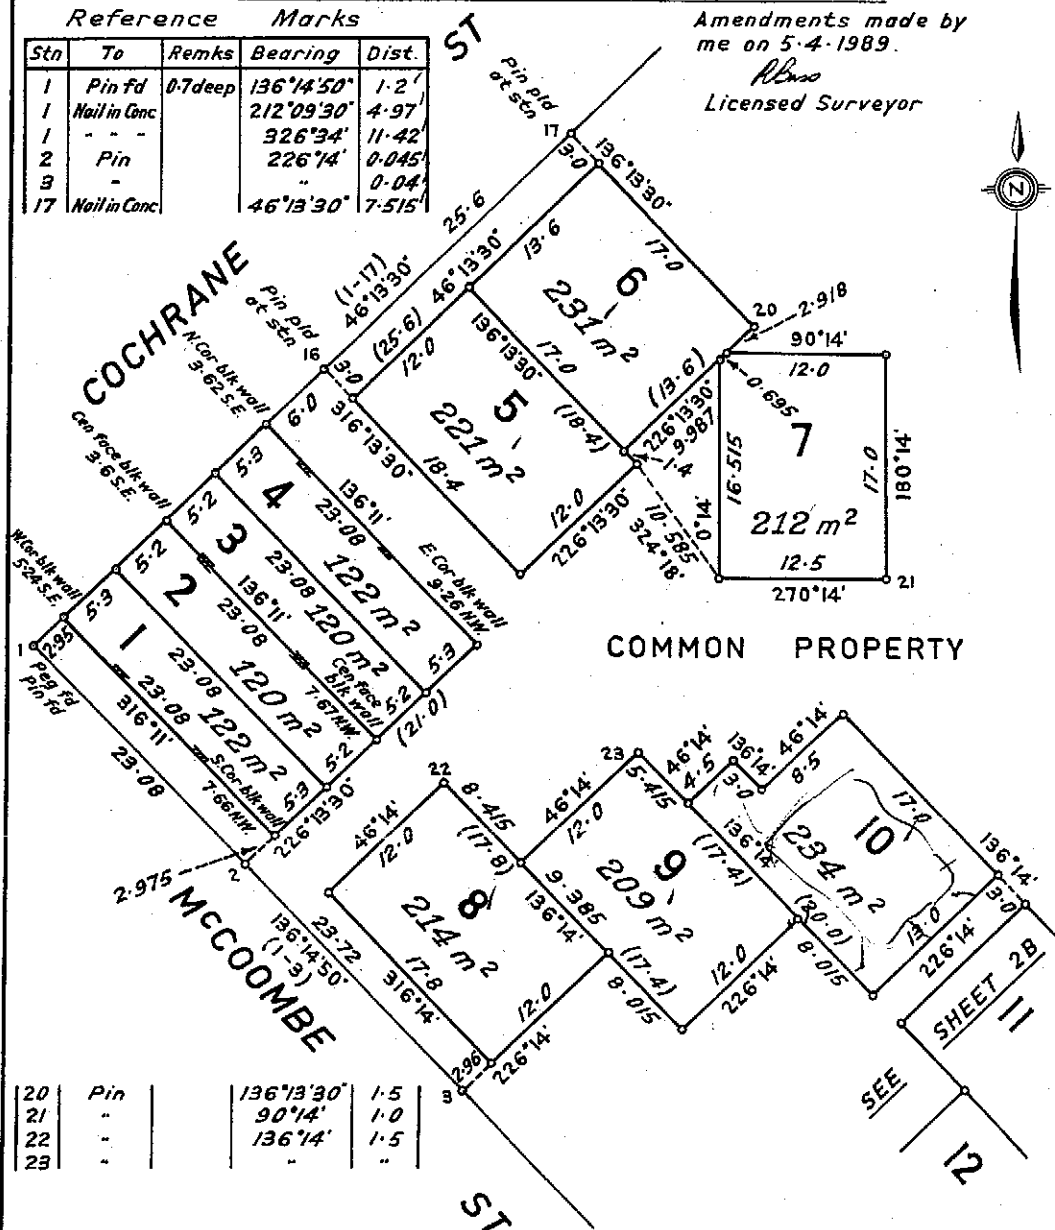 Reference Marks
Stn To Remks Bearing Dist.
1 Pin fd 0·7deep 136°14'50" 1·2
1 Nail in Conc 212°09'30" 4·97
1 " " " 326°34' 11·42
2 Pin 226°14' 0·045
3 " " 0·04
17 Nail in Conc 46°13'30" 7·515
Amendments made by
me on 5·4·1989.
Licensed Surveyor
ST
Pin pld
at stn
17
3·0
136°13'30"
25·6
(1-17)
46°13'30"
13·6
46°13'30"
(25·6)
17·0
6
231 m²
20
2·918
90°14'
12·0
0·695
N
COCHRANE
Pin pld
at stn
16
3·0
N.Cor blk wall
3·62 S.E.
6·0
316°13'30"
12·0
136°13'30"
17·0
(18·4)
5
221 m²
18·4
(13·6)
226°13'30"
9·987
1·4
12·0
226°13'30"
10·585
324°18'
0°14'
16·515
7
17·0
180°14'
212 m²
12·5
270°14'
21
Cen face blk wall
3·6 S.E.
5·3
4
136°11'
23·08
122 m²
E.Cor blk wall
9·26 N.W.
5·3
5·2
3
23·08
120 m²
5·2
(21·0)
W.Cor blk wall
5·24 S.E.
5·2
2
136°11'
23·08
120 m²
Cen face
blk wall
7·67 N.W.
5·2
5·3
1
23·08
122 m²
5·3
226°13'30"
1
2·95
Peg fd
Pin fd
23·08
316°11'
S.Cor blk wall
7·66 N.W.
23·08
2·975
2
COMMON PROPERTY
McCOOMBE
136°14'50"
(1-3)
23·72
22
46°14'
12·0
8·415
(17·8)
8
214 m²
17·8
316°14'
12·0
226°14'
2·96
3
23
46°14'
12·0
5·415
9·385
136°14'
9
209 m²
(17·4)
136°14'
(17·4)
8·015
12·0
226°14'
46°14'
4·5
136°14'
3·0
46°14'
8·5
17·0
10
234 m²
(20·0)
8·015
13·0
226°14'
136°14'
3·0
SEE SHEET 2B
11
12
20 Pin 136°13'30" 1·5
21 " 90°14' 1·0
22 " 136°14' 1·5
23 " " "
ST